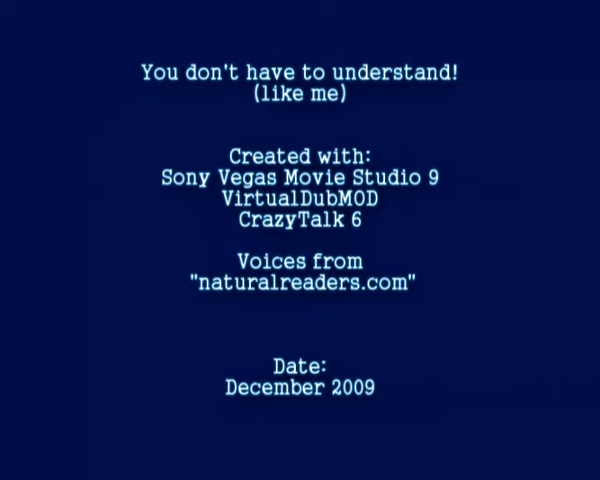 You don't have to understand!
(like me)
Created with:
Sony Vegas Movie Studio 9
VirtualDubMOD
CrazyTalk 6
Voices from
"naturalreaders.com"
Date:
December 2009